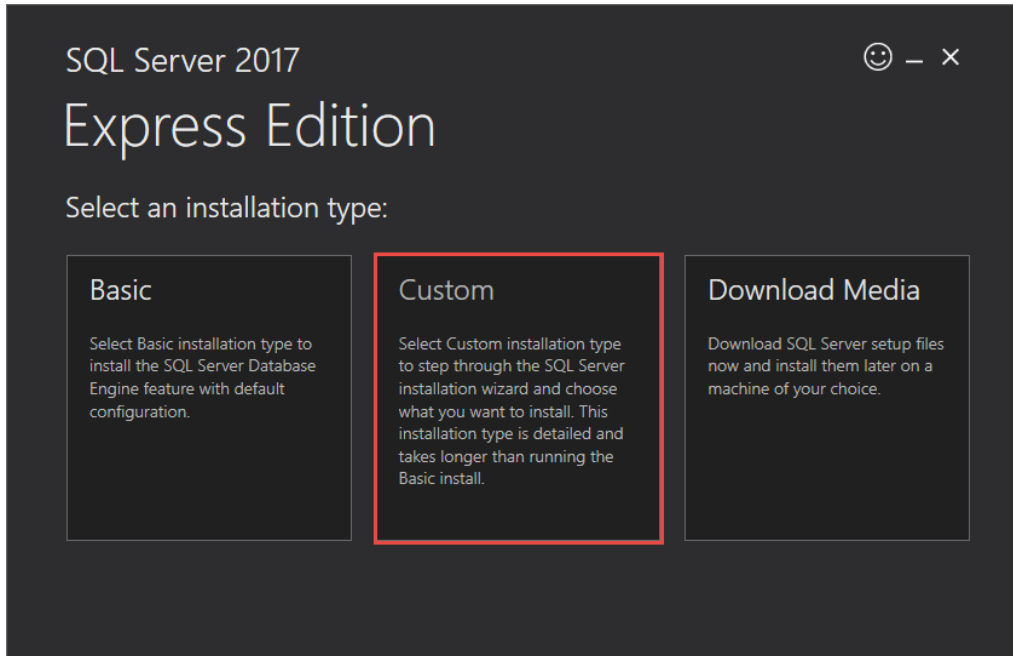 SQL Server 2017
Express Edition
Select an installation type:
Basic
Select Basic installation type to
install the SQL Server Database
Engine feature with default
configuration.
Custom
Select Custom installation type
to step through the SQL Server
installation wizard and choose
what you want to install. This
installation type is detailed and
takes longer than running the
Basic install.
Download Media
Download SQL Server setup files
now and install them later on a
machine of your choice.